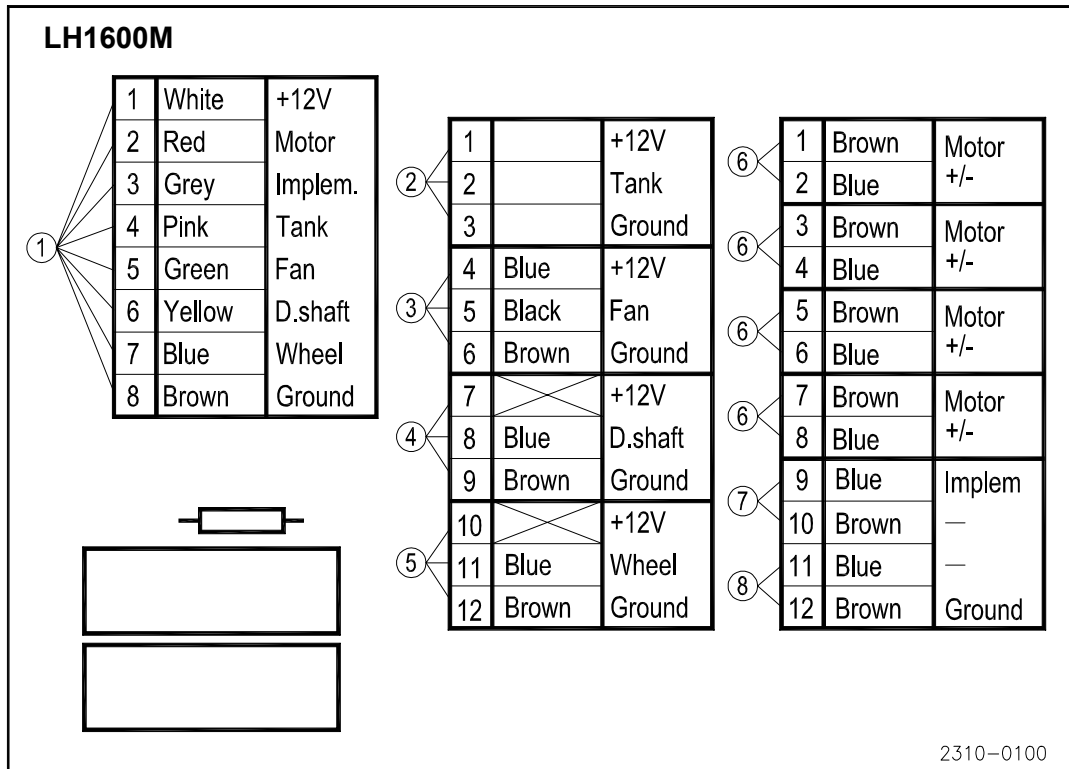 LH1600M
1 White +12V
2 Red Motor
3 Grey Implem.
4 Pink Tank
5 Green Fan
6 Yellow D.shaft
7 Blue Wheel
8 Brown Ground
1
1 +12V
2 Tank
3 Ground
2
4 Blue +12V
5 Black Fan
6 Brown Ground
3
7 +12V
8 Blue D.shaft
9 Brown Ground
4
10 +12V
11 Blue Wheel
12 Brown Ground
5
1 Brown Motor
2 Blue +/-
6
3 Brown Motor
4 Blue +/-
6
5 Brown Motor
6 Blue +/-
6
7 Brown Motor
8 Blue +/-
6
9 Blue Implem
10 Brown —
7
11 Blue —
12 Brown Ground
8
2310-0100